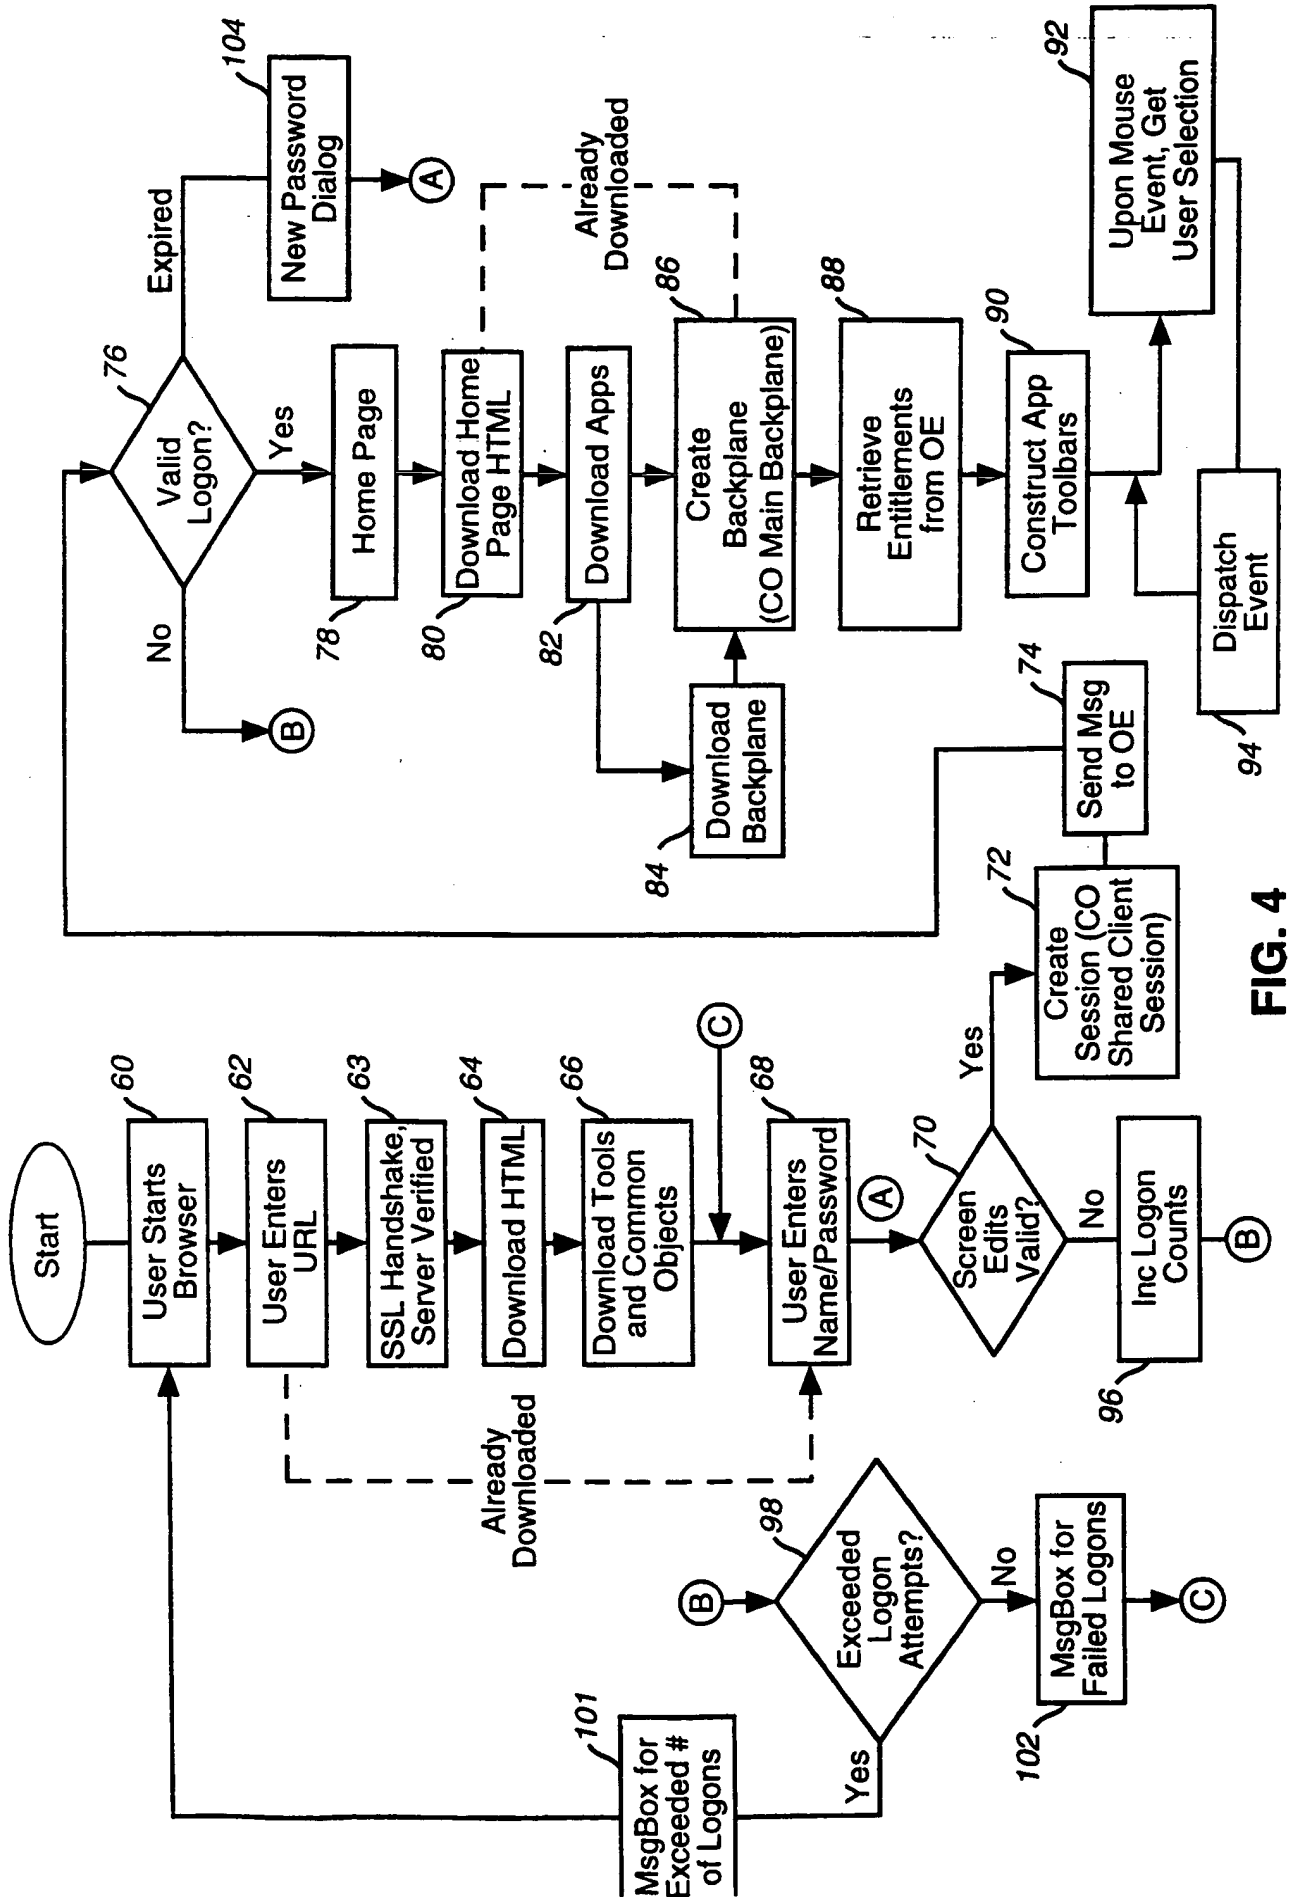 Start
60
User Starts
Browser
62
User Enters
URL
63
SSL Handshake,
Server Verified
64
Download HTML
66
Download Tools
and Common
Objects
C
68
User Enters
Name/Password
Already
Downloaded
A
70
Screen
Edits
Valid?
Yes
No
72
Create
Session (CO
Shared Client
Session)
74
Send Msg
to OE
96
Inc Logon
Counts
B
B
98
Exceeded
Logon
Attempts?
Yes
No
101
MsgBox for
Exceeded #
of Logons
102
MsgBox for
Failed Logons
C
76
Valid
Logon?
No
Yes
Expired
B
104
New Password
Dialog
A
78
Home Page
80
Download Home
Page HTML
Already
Downloaded
82
Download Apps
84
Download
Backplane
86
Create
Backplane
(CO Main Backplane)
88
Retrieve
Entitlements
from OE
90
Construct App
Toolbars
92
Upon Mouse
Event, Get
User Selection
94
Dispatch
Event
FIG. 4